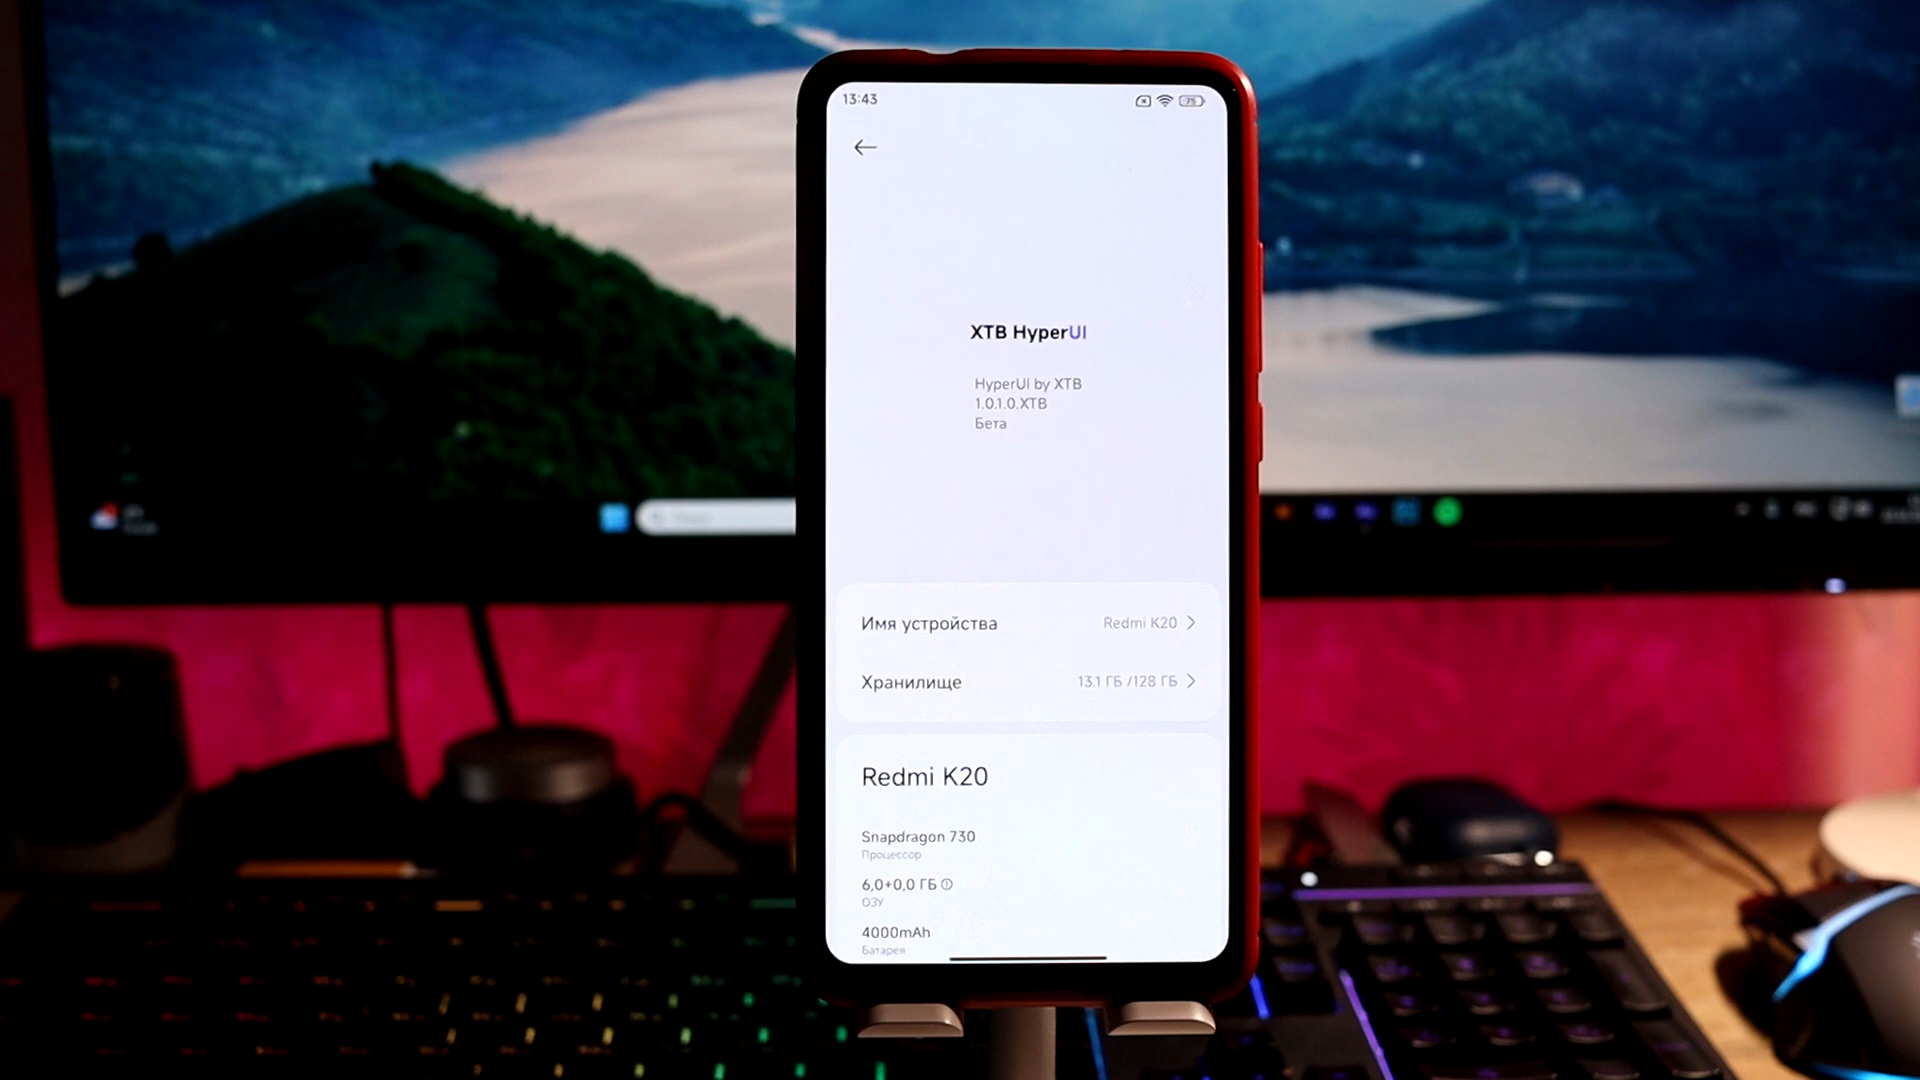 13:43
75
XTB HyperUI
HyperUI by XTB
1.0.1.0.XTB
Бета
Имя устройства
Redmi K20
Хранилище
13.1 ГБ /128 ГБ
Redmi K20
Snapdragon 730
Процессор
6,0+0,0 ГБ
ОЗУ
4000mAh
Батарея